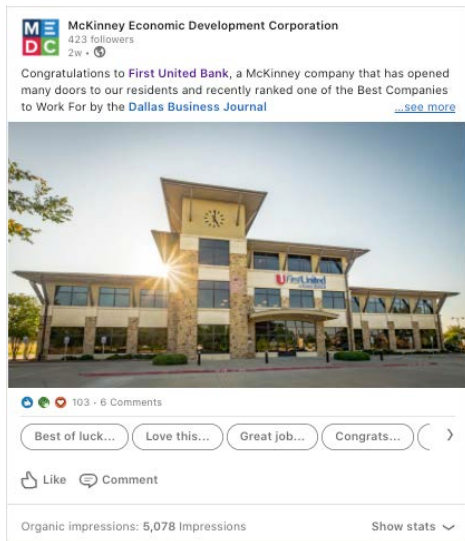 ME
DC
McKinney Economic Development Corporation
423 followers
2w •
Congratulations to First United Bank, a McKinney company that has opened
many doors to our residents and recently ranked one of the Best Companies
to Work For by the Dallas Business Journal ...see more
First United
103 · 6 Comments
Best of luck... Love this... Great job... Congrats...
Like Comment
Organic impressions: 5,078 Impressions Show stats